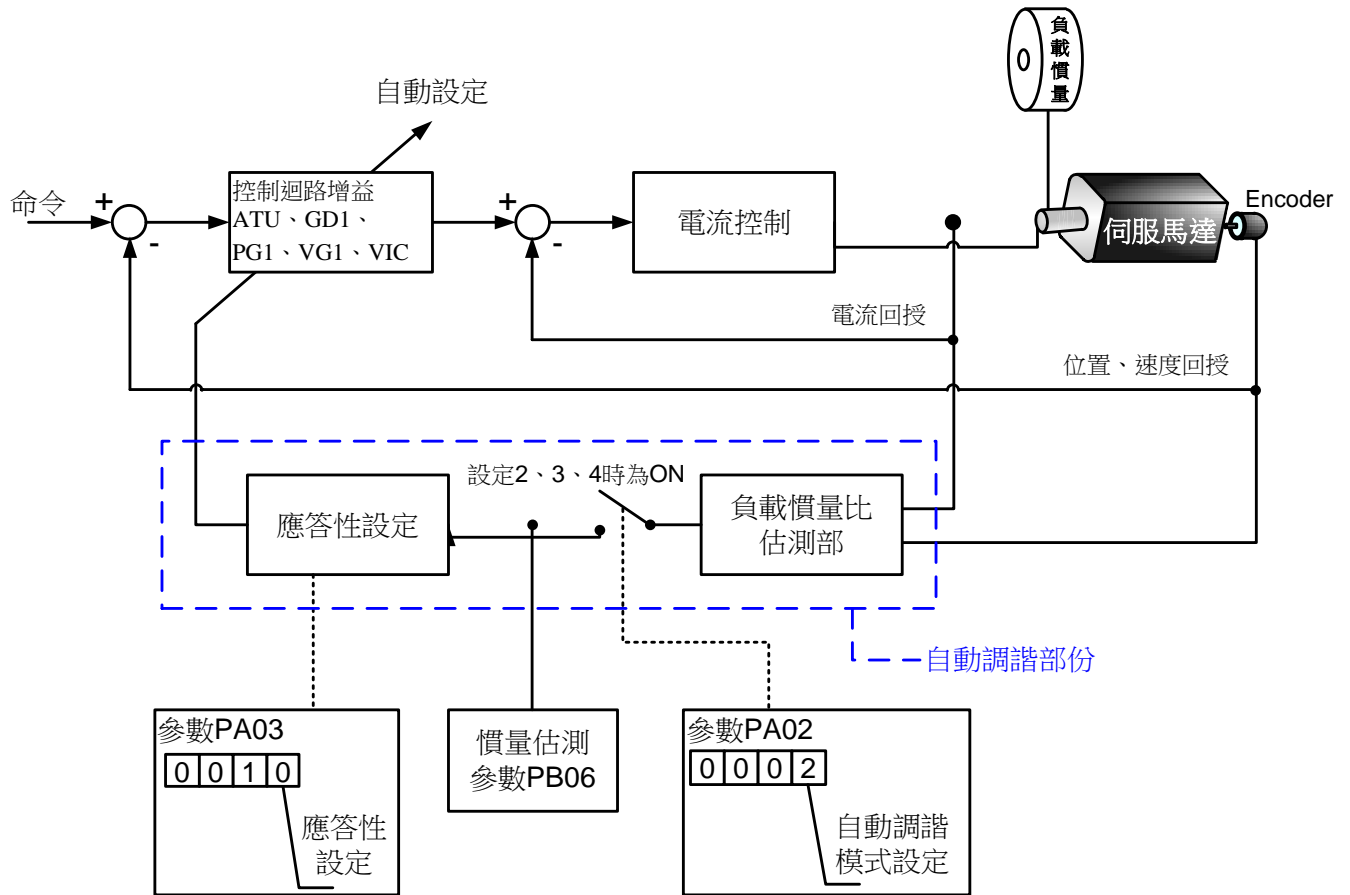 負載慣量
自動設定
命令
+
-
控制迴路增益
ATU、GD1、
PG1、VG1、VIC
+
-
電流控制
伺服馬達
Encoder
電流回授
位置、速度回授
設定2、3、4時為ON
應答性設定
負載慣量比
估測部
自動調諧部份
參數PA03
0 0 1 0
應答性
設定
慣量估測
參數PB06
參數PA02
0 0 0 2
自動調諧
模式設定